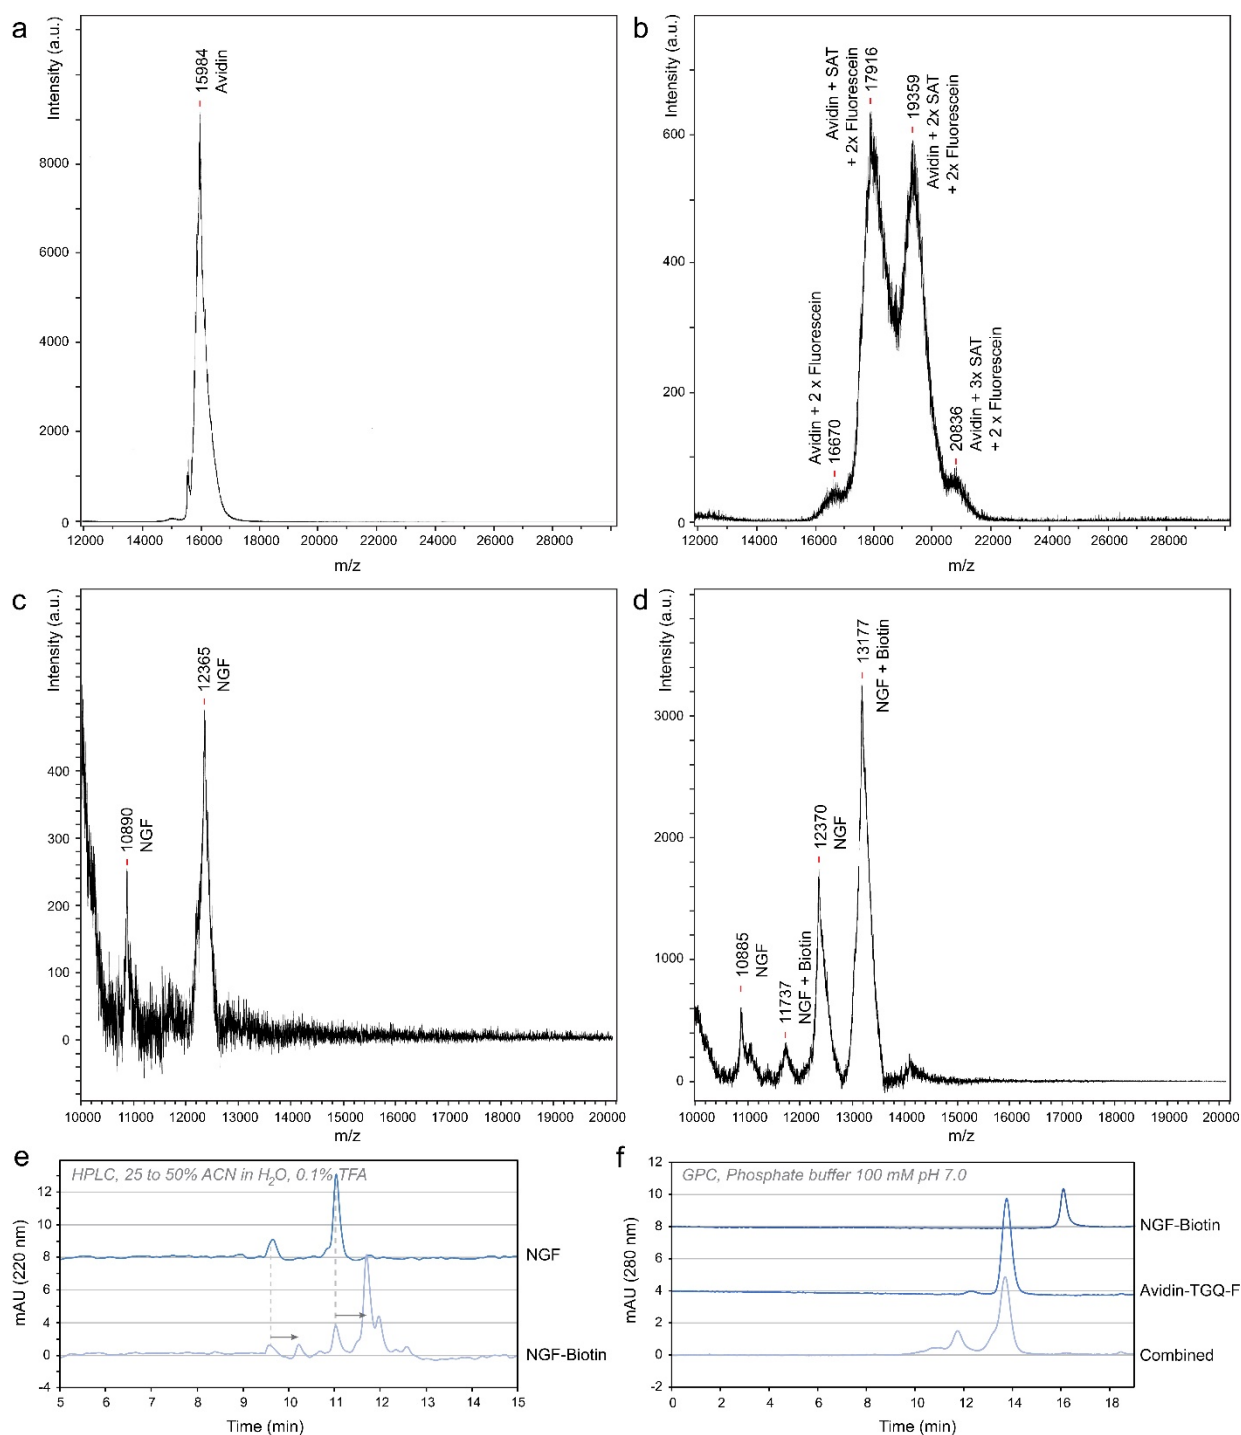 a
Intensity (a.u.)
8000
6000
4000
2000
0
15984
Avidin
12000 14000 16000 18000 20000 22000 24000 26000 28000
m/z
b
Intensity (a.u.)
600
400
200
0
Avidin + 2 x Fluorescein
16670
Avidin + SAT
+ 2x Fluorescein
17916
19359
Avidin + 2x SAT
+ 2x Fluorescein
20836
Avidin + 3x SAT
+ 2 x Fluorescein
12000 14000 16000 18000 20000 22000 24000 26000 28000
m/z
c
Intensity (a.u.)
400
300
200
100
0
10890
NGF
12365
NGF
10000 11000 12000 13000 14000 15000 16000 17000 18000 19000 20000
m/z
d
Intensity (a.u.)
3000
2000
1000
0
10885
NGF
11737
NGF + Biotin
12370
NGF
13177
NGF + Biotin
10000 11000 12000 13000 14000 15000 16000 17000 18000 19000 20000
m/z
e
HPLC, 25 to 50% ACN in H₂O, 0.1% TFA
mAU (220 nm)
12
10
8
6
4
2
0
-4
NGF
NGF-Biotin
5 6 7 8 9 10 11 12 13 14 15
Time (min)
f
GPC, Phosphate buffer 100 mM pH 7.0
mAU (280 nm)
12
10
8
6
4
2
0
-2
NGF-Biotin
Avidin-TGQ-F
Combined
0 2 4 6 8 10 12 14 16 18
Time (min)